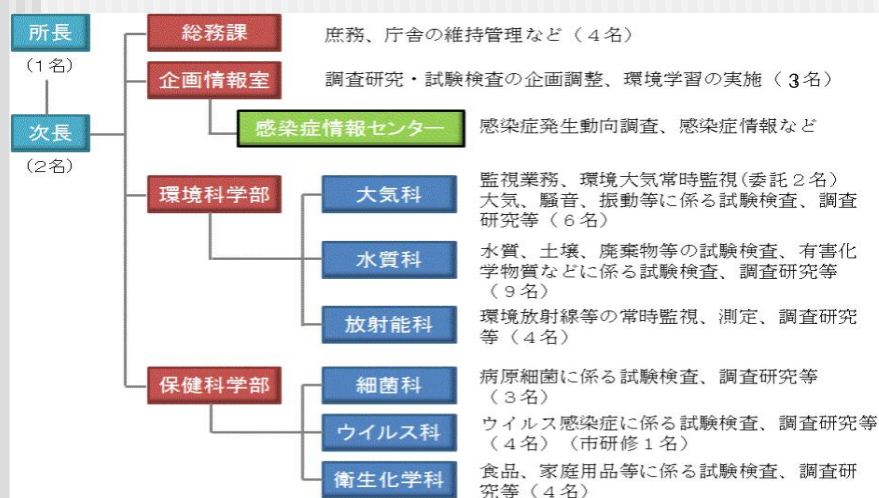 所長
(1名)
次長
(2名)
総務課
庶務、庁舎の維持管理など（4名）
企画情報室
調査研究・試験検査の企画調整、環境学習の実施（3名）
感染症情報センター
感染症発生動向調査、感染症情報など
環境科学部
大気科
監視業務、環境大気常時監視(委託2名)
大気、騒音、振動等に係る試験検査、調査
研究等（6名）
水質科
水質、土壌、廃棄物等の試験検査、有害化
学物質などに係る試験検査、調査研究等
（9名）
放射能科
環境放射線等の常時監視、測定、調査研究
等（4名）
保健科学部
細菌科
病原細菌に係る試験検査、調査研究等
（3名）
ウイルス科
ウイルス感染症に係る試験検査、調査研究等
（4名）（市研修1名）
衛生化学科
食品、家庭用品等に係る試験検査、調査研
究等（4名）